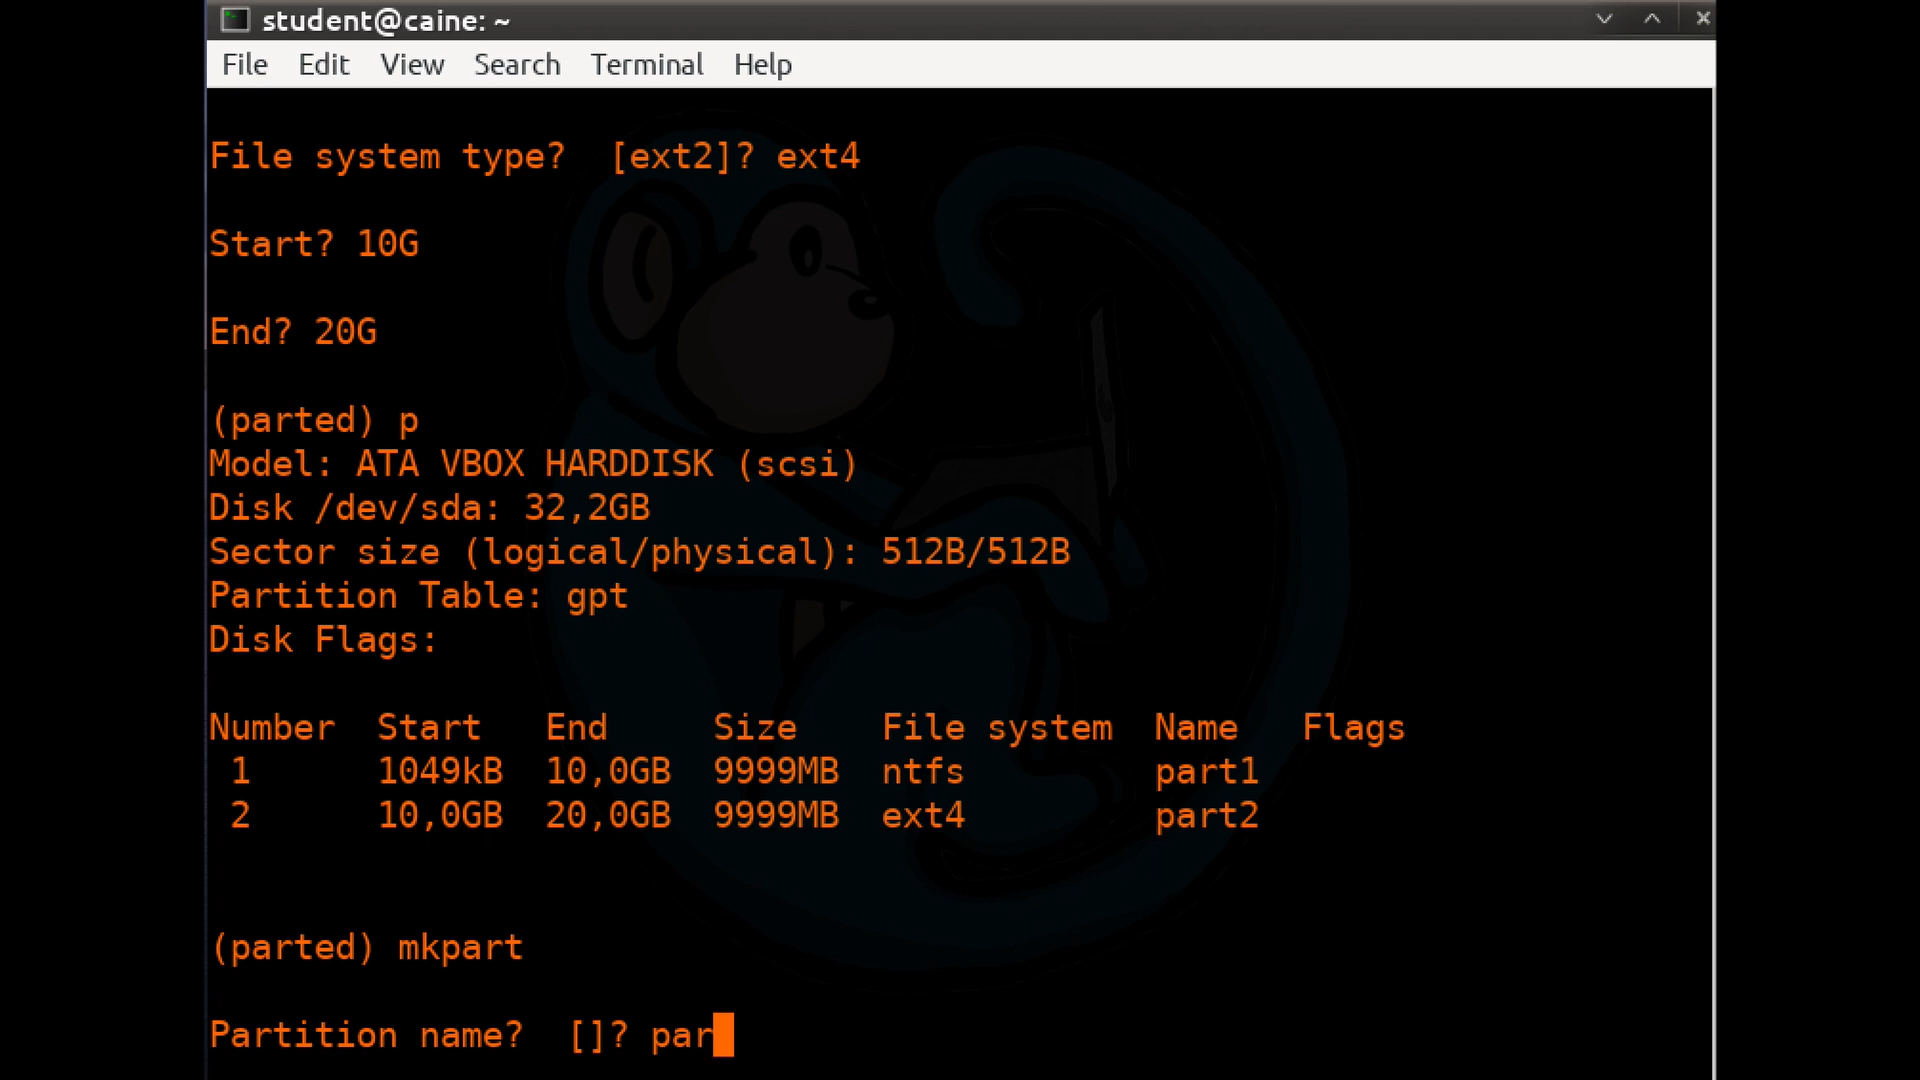 student@caine: ~
File Edit View Search Terminal Help
File system type?  [ext2]? ext4
Start? 10G
End? 20G
(parted) p
Model: ATA VBOX HARDDISK (scsi)
Disk /dev/sda: 32,2GB
Sector size (logical/physical): 512B/512B
Partition Table: gpt
Disk Flags:
Number  Start   End     Size    File system  Name   Flags
 1      1049kB  10,0GB  9999MB  ntfs         part1
 2      10,0GB  20,0GB  9999MB  ext4         part2
(parted) mkpart
Partition name?  []? par